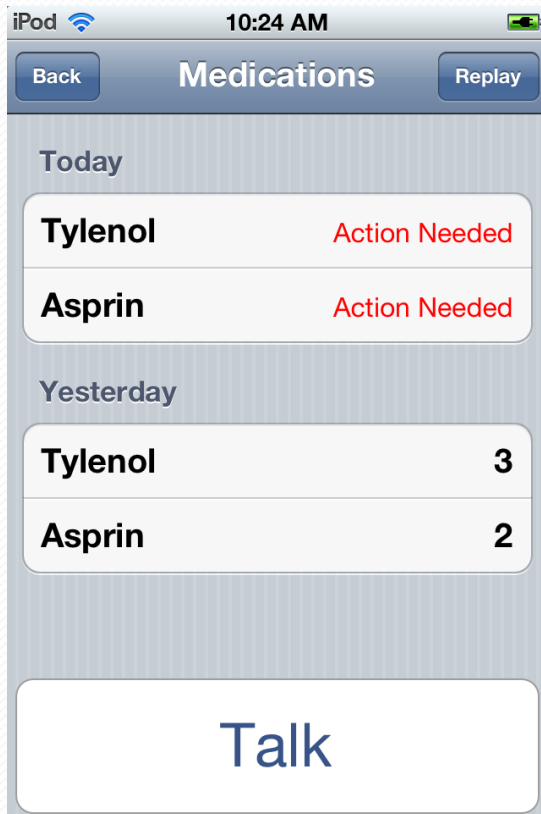 iPod 10:24 AM
Back Medications Replay
Today
Tylenol Action Needed
Asprin Action Needed
Yesterday
Tylenol 3
Asprin 2
Talk